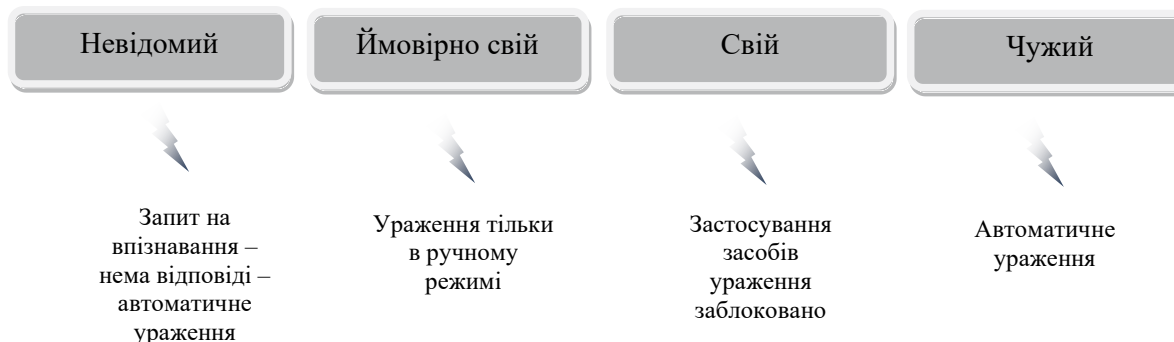 Невідомий
Ймовірно свій
Свій
Чужий
Запит на
впізнавання –
нема відповіді –
автоматичне
ураження
Ураження тільки
в ручному
режимі
Застосування
засобів
ураження
заблоковано
Автоматичне
ураження